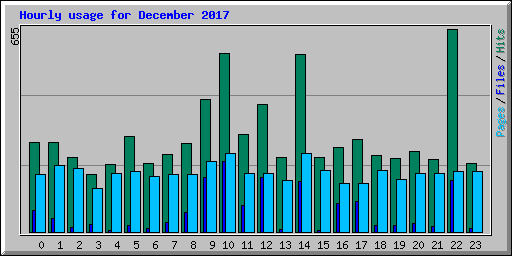 Hourly usage for December 2017
655
Pages / Files / Hits
0 1 2 3 4 5 6 7 8 9 10 11 12 13 14 15 16 17 18 19 20 21 22 23